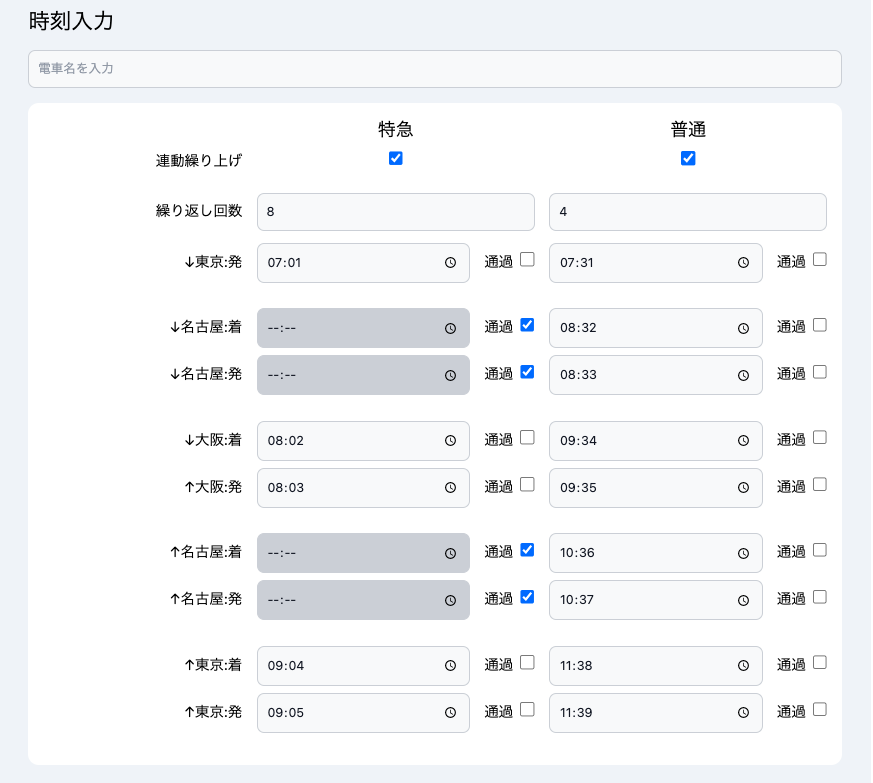 時刻入力
電車名を入力
特急 普通
連動繰り上げ
繰り返し回数 8 4
↓東京:発 07:01 通過 07:31 通過
↓名古屋:着 --:-- 通過 08:32 通過
↓名古屋:発 --:-- 通過 08:33 通過
↓大阪:着 08:02 通過 09:34 通過
↑大阪:発 08:03 通過 09:35 通過
↑名古屋:着 --:-- 通過 10:36 通過
↑名古屋:発 --:-- 通過 10:37 通過
↑東京:着 09:04 通過 11:38 通過
↑東京:発 09:05 通過 11:39 通過